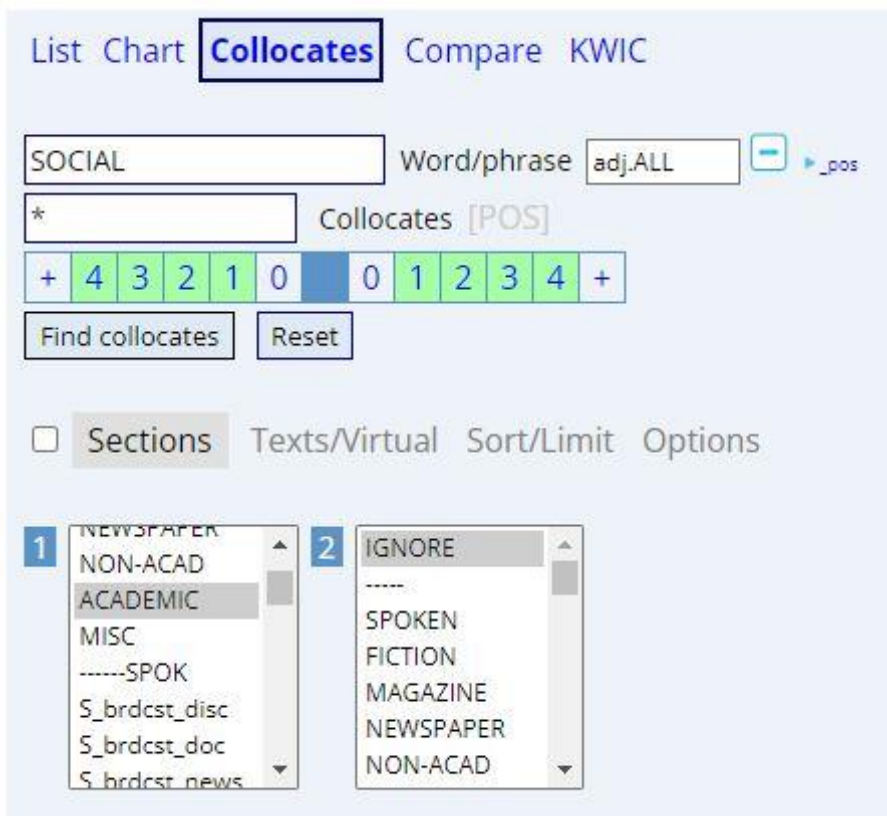 List Chart Collocates Compare KWIC
SOCIAL Word/phrase adj.ALL _pos
* Collocates [POS]
+ 4 3 2 1 0 0 1 2 3 4 +
Find collocates Reset
Sections Texts/Virtual Sort/Limit Options
1
NEWSPAPER
NON-ACAD
ACADEMIC
MISC
------SPOK
S_brdcst_disc
S_brdcst_doc
S_brdcst_news
2
IGNORE
-----
SPOKEN
FICTION
MAGAZINE
NEWSPAPER
NON-ACAD